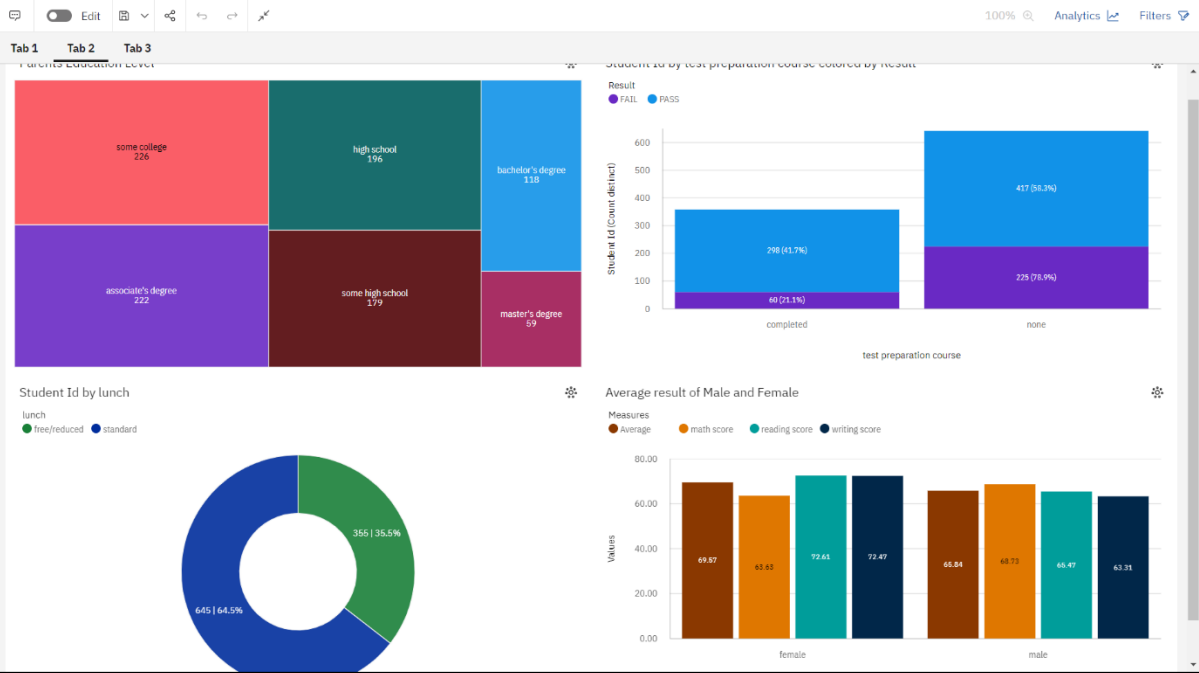 Edit
100%
Analytics
Filters
Tab 1
Tab 2
Tab 3
Parents Education Level
some college
226
high school
196
bachelor's degree
118
associate's degree
222
some high school
179
master's degree
59
Student Id by test preparation course colored by Result
Result
FAIL
PASS
Student Id (Count distinct)
600
500
400
300
200
100
0
298 (41.7%)
60 (21.1%)
417 (58.3%)
225 (78.9%)
completed
none
test preparation course
Student Id by lunch
lunch
free/reduced
standard
355 | 35.5%
645 | 64.5%
Average result of Male and Female
Measures
Average
math score
reading score
writing score
Values
80.00
60.00
40.00
20.00
0.00
69.57
63.63
72.61
72.47
65.84
68.73
65.47
63.31
female
male